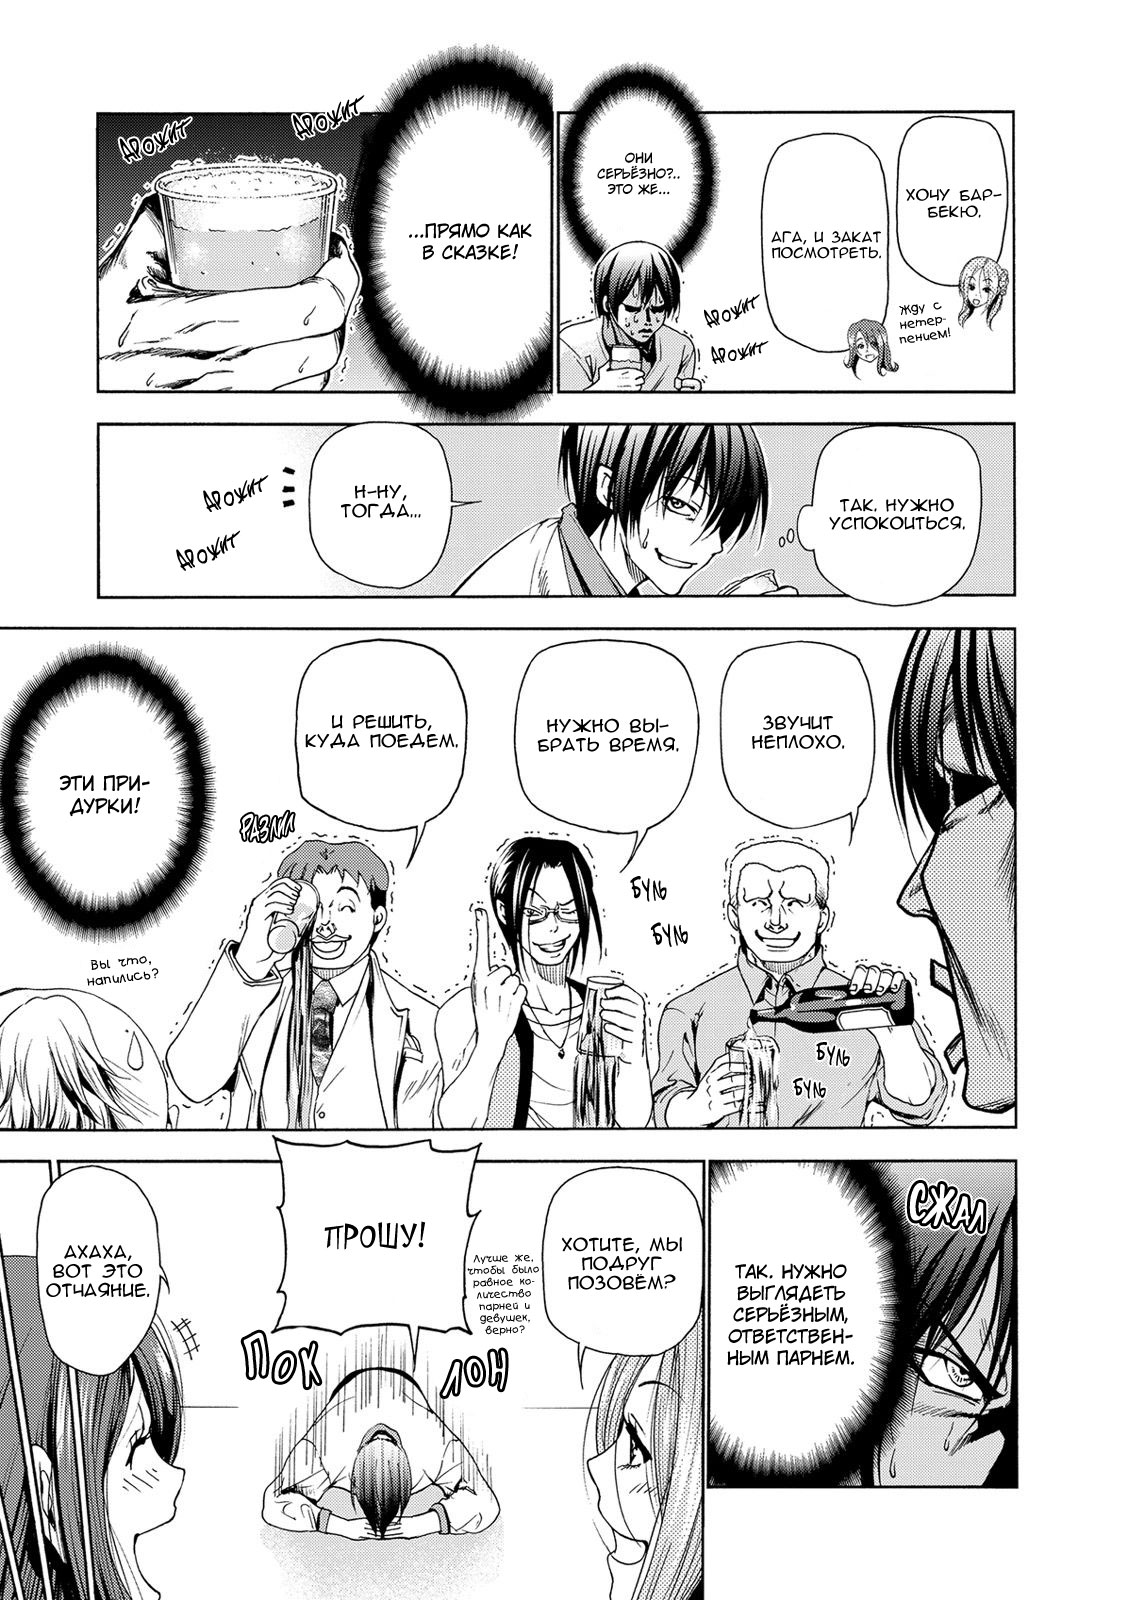 ХОЧУ БАР-
БЕКЮ.
АГА, И ЗАКАТ
ПОСМОТРЕТЬ.
Жду с
нетер-
пением!
ОНИ
СЕРЬЁЗНО?..
ЭТО ЖЕ...
ДРОЖИТ
ДРОЖИТ
...ПРЯМО КАК
В СКАЗКЕ!
ДРОЖИТ
ДРОЖИТ
ТАК. НУЖНО
УСПОКОИТЬСЯ.
Н-НУ,
ТОГДА...
ДРОЖИТ
ДРОЖИТ
ЗВУЧИТ
НЕПЛОХО.
НУЖНО ВЫ-
БРАТЬ ВРЕМЯ.
И РЕШИТЬ,
КУДА ПОЕДЕМ.
БУЛЬ
БУЛЬ
БУЛЬ
БУЛЬ
РАЗЛИЛ
ЭТИ ПРИ-
ДУРКИ!
Вы что,
напились?
СЖАЛ
ТАК. НУЖНО
ВЫГЛЯДЕТЬ
СЕРЬЁЗНЫМ,
ОТВЕТСТВЕН-
НЫМ ПАРНЕМ.
ХОТИТЕ, МЫ
ПОДРУГ
ПОЗОВЁМ?
Лучше же,
чтобы было
равное ко-
личество
парней и
девушек,
верно?
ПРОШУ!
ПОК
ЛОН
АХАХА,
ВОТ ЭТО
ОТЧАЯНИЕ.